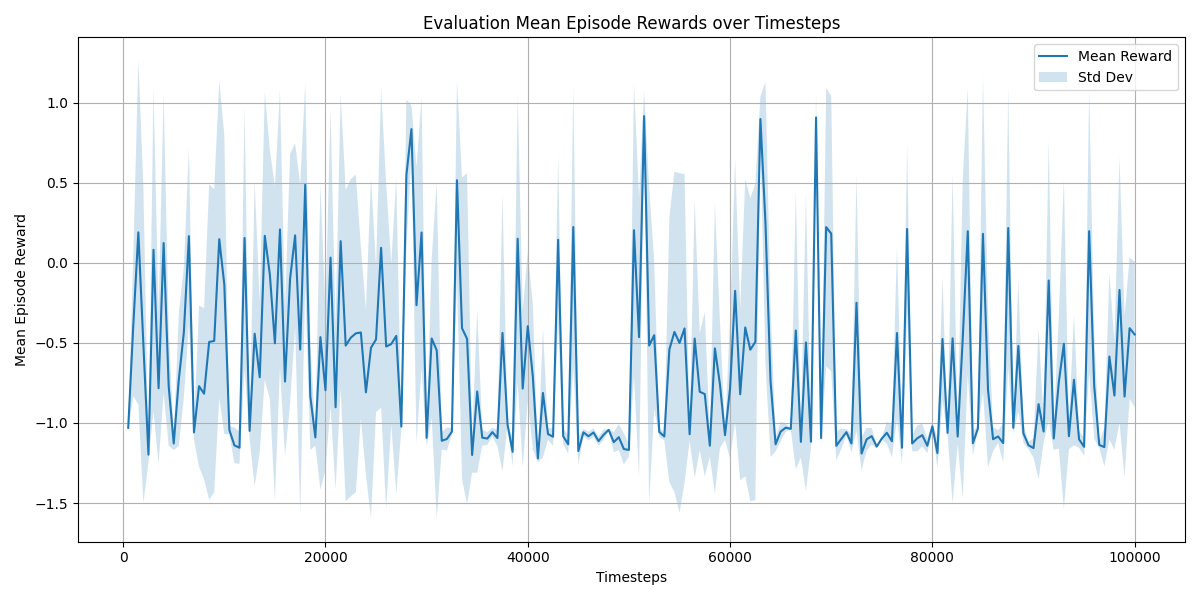 Evaluation Mean Episode Rewards over Timesteps
Mean Reward
Std Dev
Mean Episode Reward
1.0
0.5
0.0
−0.5
−1.0
−1.5
0 20000 40000 60000 80000 100000
Timesteps